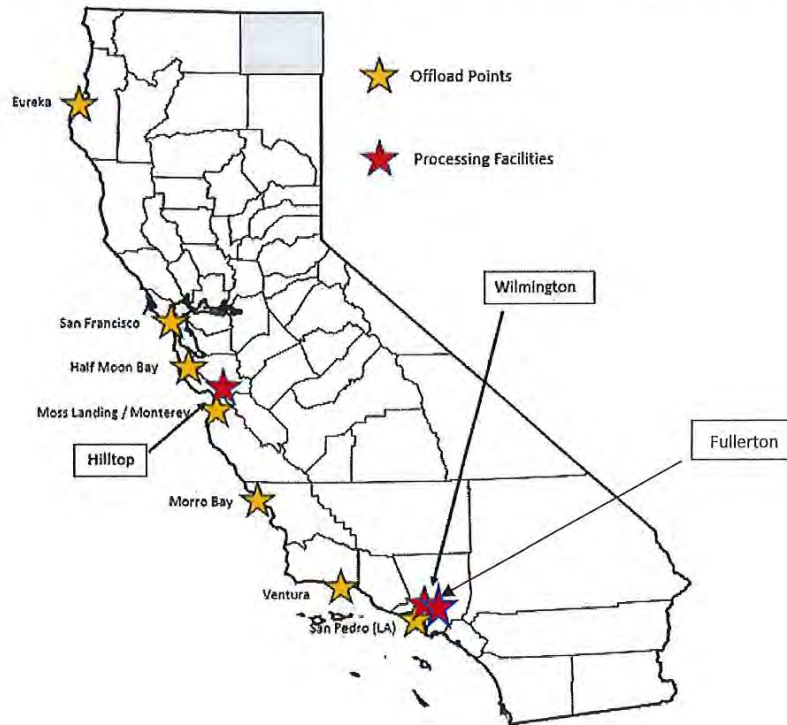 Offload Points
Eureka
Processing Facilities
Wilmington
San Francisco
Half Moon Bay
Moss Landing / Monterey
Fullerton
Hilltop
Morro Bay
Ventura
San Pedro (LA)